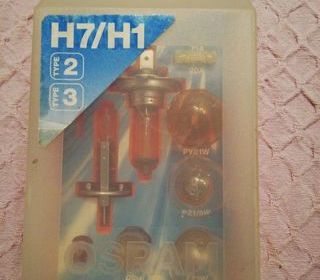 H7/H1
TYPE 2
TYPE 3
PY21W
P21/5W
OSRAM